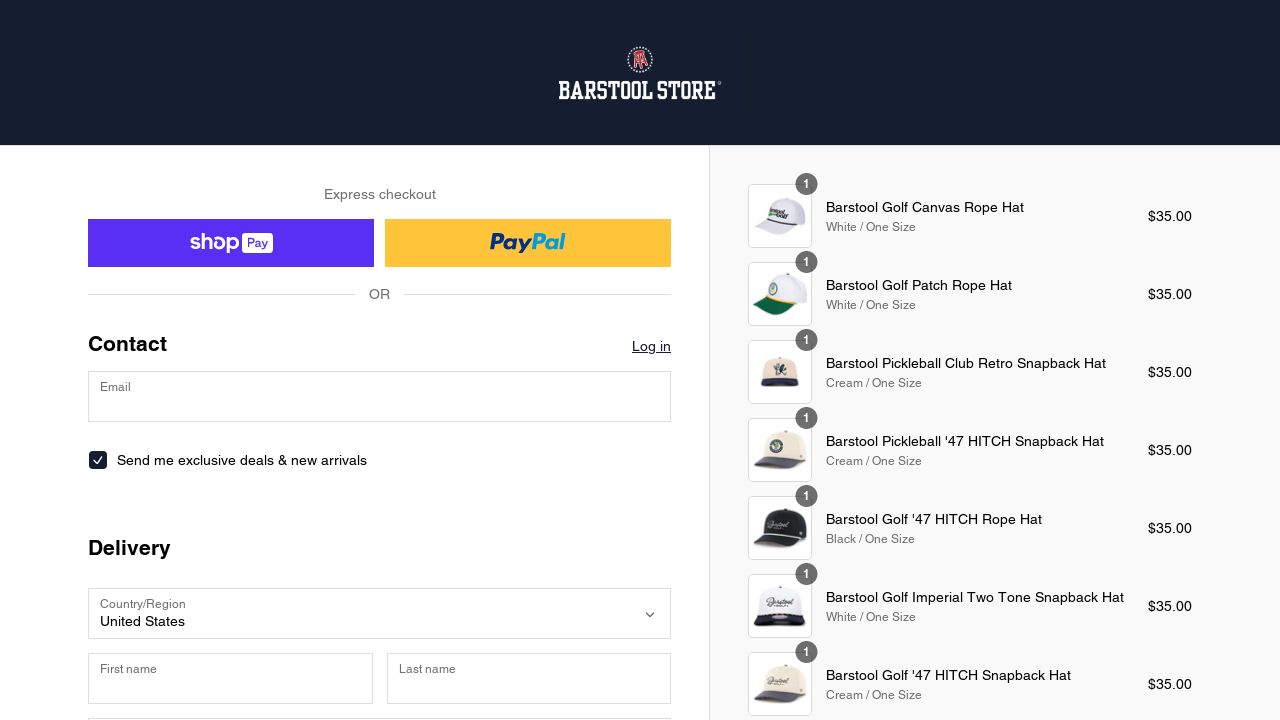 BARSTOOL STORE
Express checkout
shop Pay
PayPal
OR
Contact
Log in
Email
Send me exclusive deals & new arrivals
Delivery
Country/Region
United States
First name
Last name
1
Barstool Golf Canvas Rope Hat
White / One Size
$35.00
1
Barstool Golf Patch Rope Hat
White / One Size
$35.00
1
Barstool Pickleball Club Retro Snapback Hat
Cream / One Size
$35.00
1
Barstool Pickleball '47 HITCH Snapback Hat
Cream / One Size
$35.00
1
Barstool Golf '47 HITCH Rope Hat
Black / One Size
$35.00
1
Barstool Golf Imperial Two Tone Snapback Hat
White / One Size
$35.00
1
Barstool Golf '47 HITCH Snapback Hat
Cream / One Size
$35.00